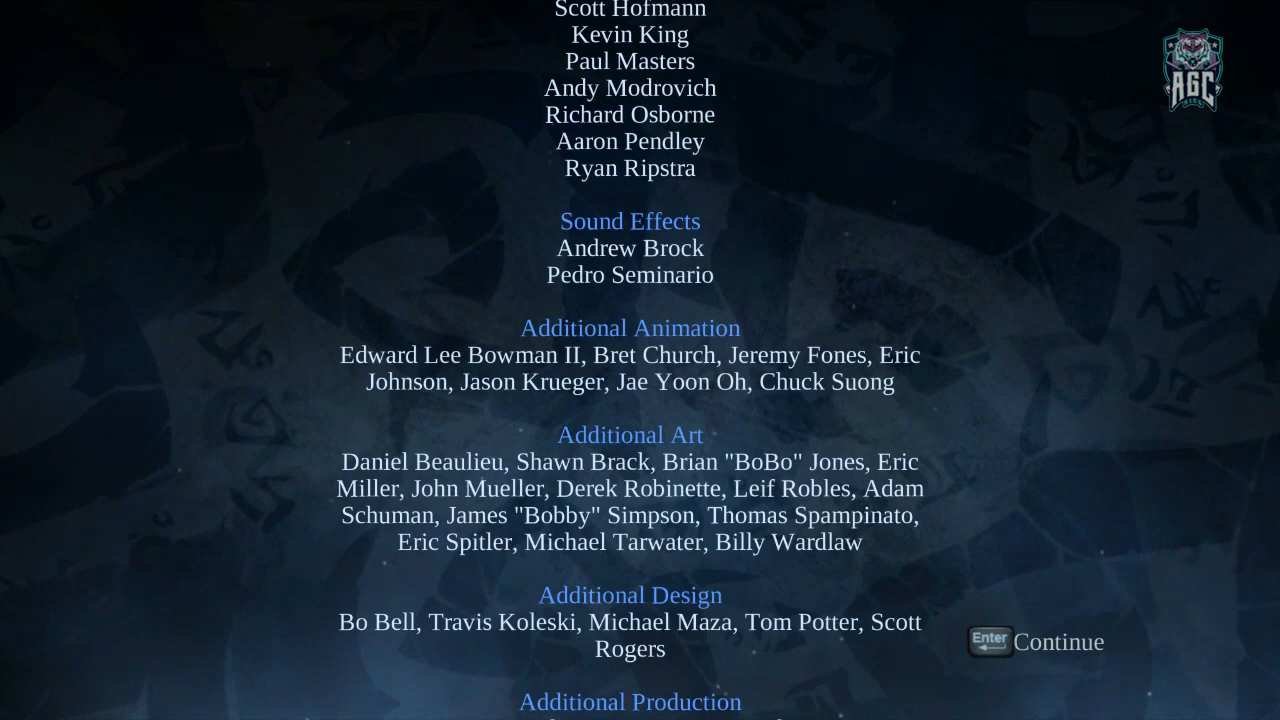 Scott Hofmann
Kevin King
Paul Masters
Andy Modrovich
Richard Osborne
Aaron Pendley
Ryan Ripstra
Sound Effects
Andrew Brock
Pedro Seminario
Additional Animation
Edward Lee Bowman II, Bret Church, Jeremy Fones, Eric
Johnson, Jason Krueger, Jae Yoon Oh, Chuck Suong
Additional Art
Daniel Beaulieu, Shawn Brack, Brian "BoBo" Jones, Eric
Miller, John Mueller, Derek Robinette, Leif Robles, Adam
Schuman, James "Bobby" Simpson, Thomas Spampinato,
Eric Spitler, Michael Tarwater, Billy Wardlaw
Additional Design
Bo Bell, Travis Koleski, Michael Maza, Tom Potter, Scott
Rogers
Enter Continue
Additional Production
AGC